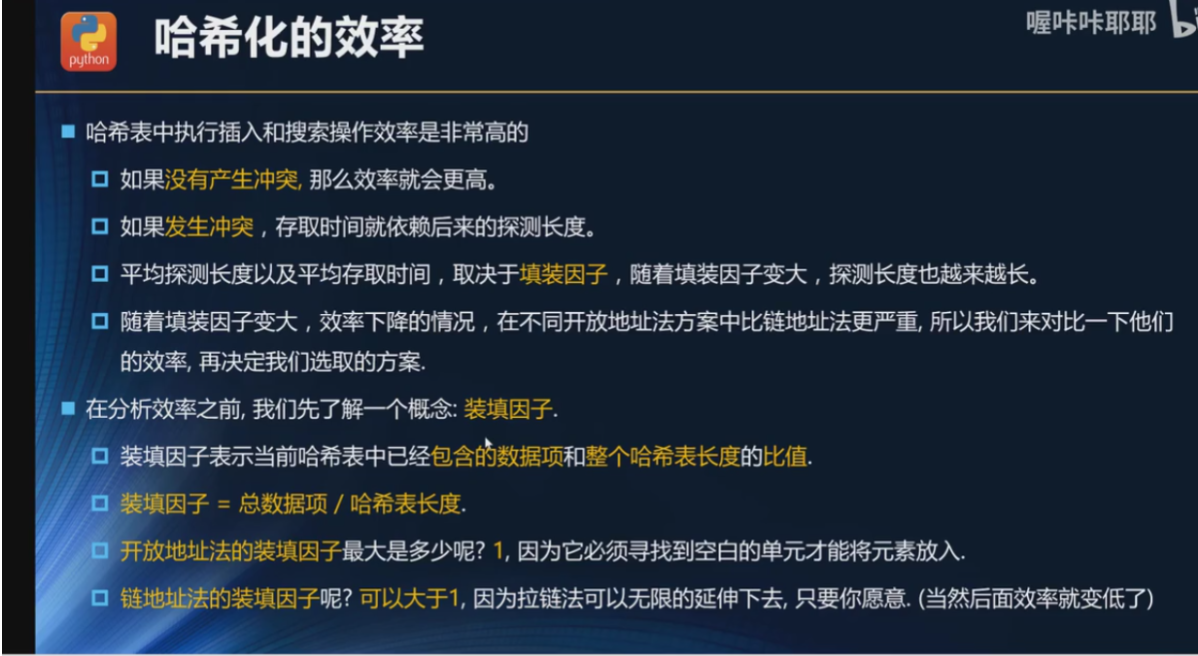 python
哈希化的效率
喔咔咔耶耶
哈希表中执行插入和搜索操作效率是非常高的
如果没有产生冲突, 那么效率就会更高。
如果发生冲突，存取时间就依赖后来的探测长度。
平均探测长度以及平均存取时间，取决于填装因子，随着填装因子变大，探测长度也越来越长。
随着填装因子变大，效率下降的情况，在不同开放地址法方案中比链地址法更严重, 所以我们来对比一下他们
的效率, 再决定我们选取的方案.
在分析效率之前, 我们先了解一个概念: 装填因子.
装填因子表示当前哈希表中已经包含的数据项和整个哈希表长度的比值.
装填因子 = 总数据项 / 哈希表长度.
开放地址法的装填因子最大是多少呢? 1, 因为它必须寻找到空白的单元才能将元素放入.
链地址法的装填因子呢? 可以大于1, 因为拉链法可以无限的延伸下去, 只要你愿意. (当然后面效率就变低了)